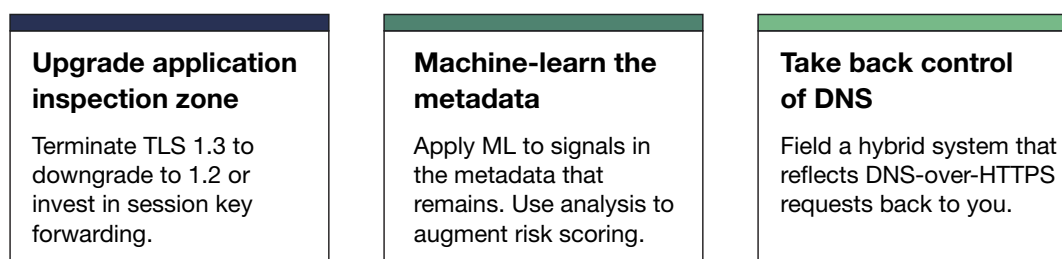 Upgrade application
inspection zone
Terminate TLS 1.3 to
downgrade to 1.2 or
invest in session key
forwarding.
Machine-learn the
metadata
Apply ML to signals in
the metadata that
remains. Use analysis to
augment risk scoring.
Take back control
of DNS
Field a hybrid system that
reflects DNS-over-HTTPS
requests back to you.